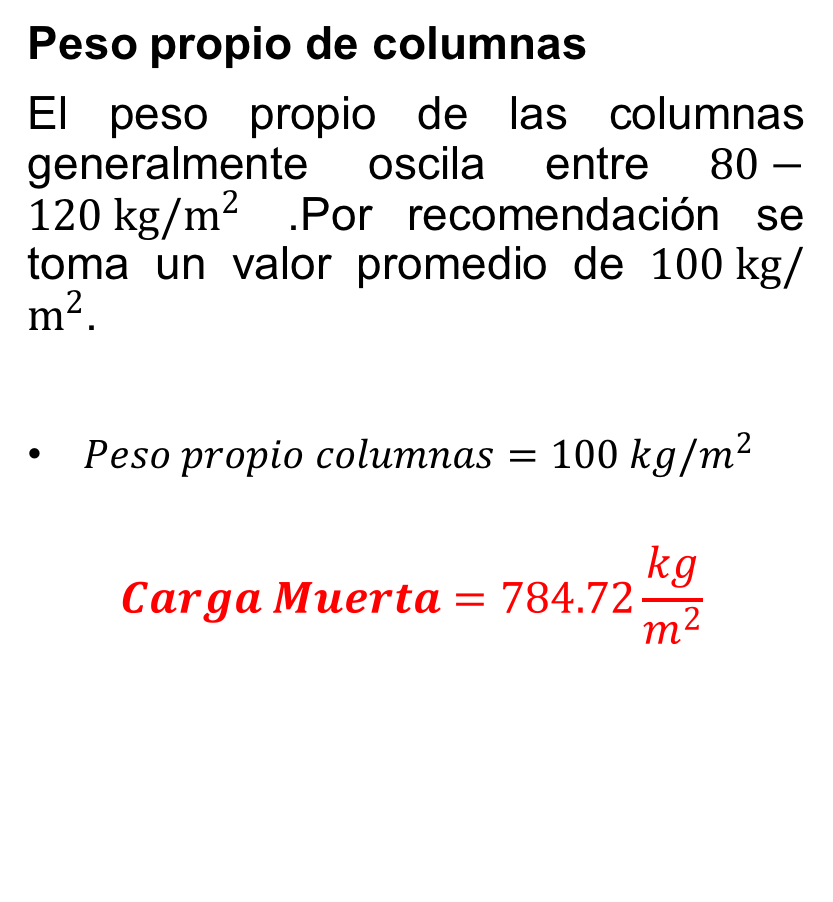 Peso propio de columnas
El peso propio de las columnas
generalmente oscila entre 80 −
120 kg/m² .Por recomendación se
toma un valor promedio de 100 kg/
m².
• Peso propio columnas = 100 kg/m²
Carga Muerta = 784.72 kg/m²